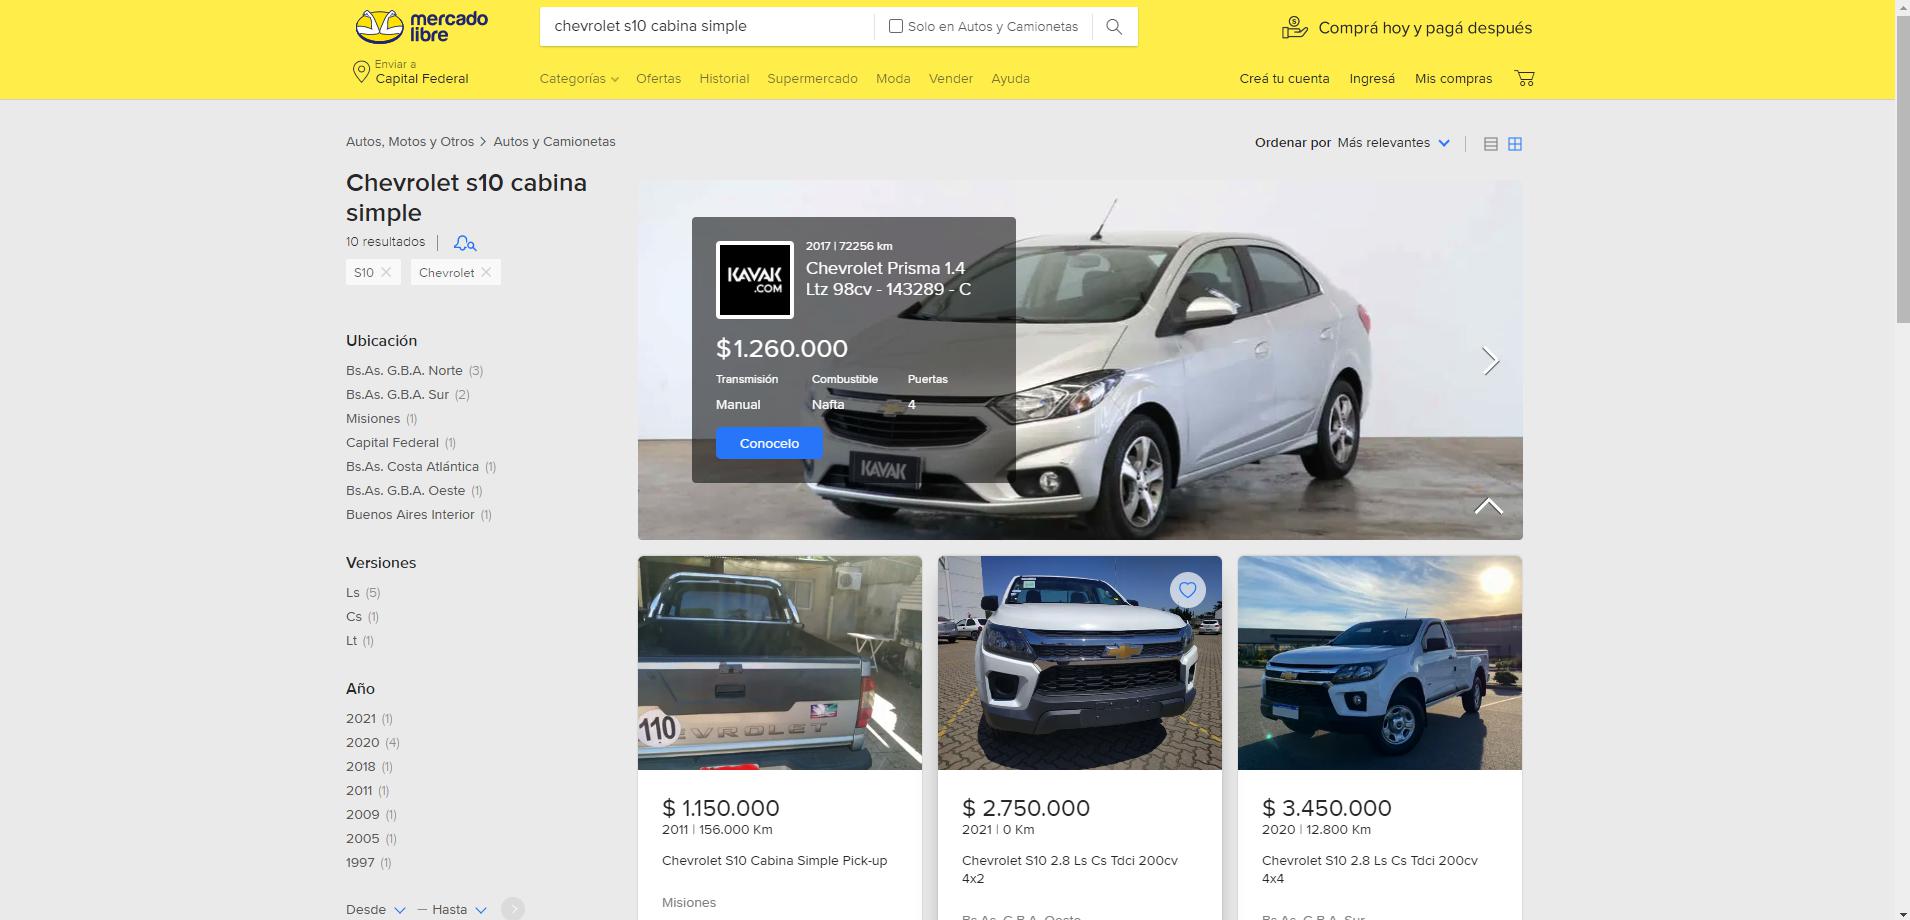 mercado
libre
chevrolet s10 cabina simple
Solo en Autos y Camionetas
Comprá hoy y pagá después
Enviar a
Capital Federal
Categorías
Ofertas
Historial
Supermercado
Moda
Vender
Ayuda
Creá tu cuenta
Ingresá
Mis compras
Autos, Motos y Otros > Autos y Camionetas
Ordenar por Más relevantes
Chevrolet s10 cabina
simple
10 resultados
S10
Chevrolet
Ubicación
Bs.As. G.B.A. Norte (3)
Bs.As. G.B.A. Sur (2)
Misiones (1)
Capital Federal (1)
Bs.As. Costa Atlántica (1)
Bs.As. G.B.A. Oeste (1)
Buenos Aires Interior (1)
Versiones
Ls (5)
Cs (1)
Lt (1)
Año
2021 (1)
2020 (4)
2018 (1)
2011 (1)
2009 (1)
2005 (1)
1997 (1)
Desde — Hasta
KAVAK
.COM
2017 | 72256 km
Chevrolet Prisma 1.4
Ltz 98cv - 143289 - C
$1.260.000
Transmisión Combustible Puertas
Manual Nafta 4
Conocelo
KAVAK
110
EVROLET
$ 1.150.000
2011 | 156.000 Km
Chevrolet S10 Cabina Simple Pick-up
Misiones
$ 2.750.000
2021 | 0 Km
Chevrolet S10 2.8 Ls Cs Tdci 200cv
4x2
Bs.As. G.B.A. Oeste
$ 3.450.000
2020 | 12.800 Km
Chevrolet S10 2.8 Ls Cs Tdci 200cv
4x4
Bs.As. G.B.A. Sur